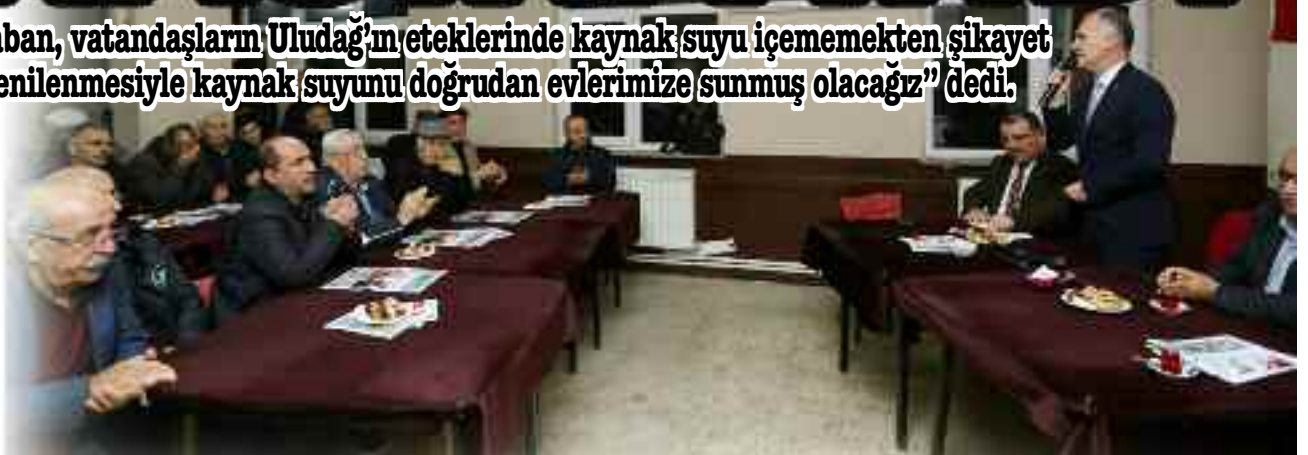 aban, vatandaşların Uludağ’ın eteklerinde kaynak suyu içememekten şikayet
enilenmesiyle kaynak suyunu doğrudan evlerimize sunmuş olacağız” dedi.